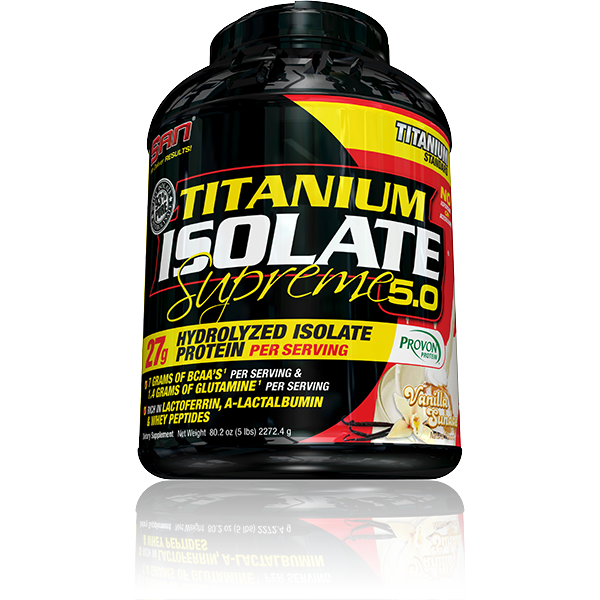 SAN
RESULTS!
TITANIUM
STANDARD
TITANIUM
ISOLATE
Supreme 5.0
27g HYDROLYZED ISOLATE
PROTEIN PER SERVING
PROVON
PROTEIN
7 GRAMS OF BCAA'S¹ PER SERVING &
1.4 GRAMS OF GLUTAMINE¹ PER SERVING
RICH IN LACTOFERRIN, A-LACTALBUMIN
& WHEY PEPTIDES
Vanilla
Dietary Supplement Net Weight 80.2 oz (5 lbs) 2272.4 g